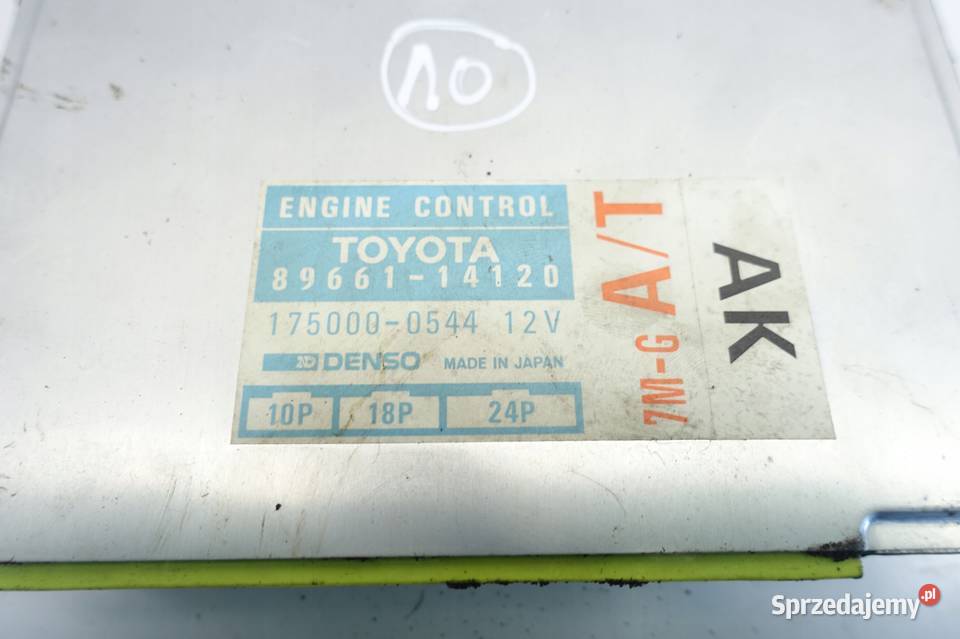 10
ENGINE CONTROL
TOYOTA
89661-14120
175000-0544 12V
ND DENSO MADE IN JAPAN
10P 18P 24P
7M-G A/T
AK
Sprzedajemy.pl